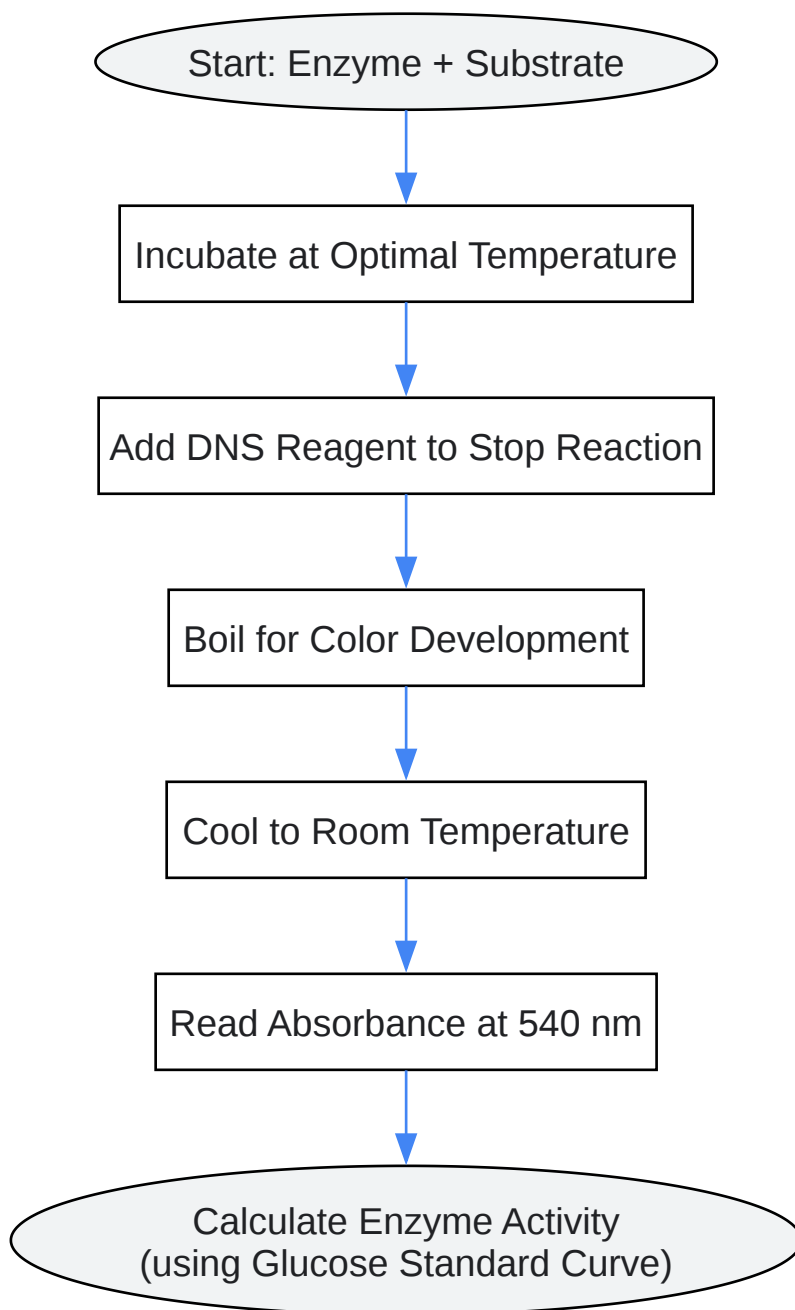 Start: Enzyme + Substrate
Incubate at Optimal Temperature
Add DNS Reagent to Stop Reaction
Boil for Color Development
Cool to Room Temperature
Read Absorbance at 540 nm
Calculate Enzyme Activity
(using Glucose Standard Curve)